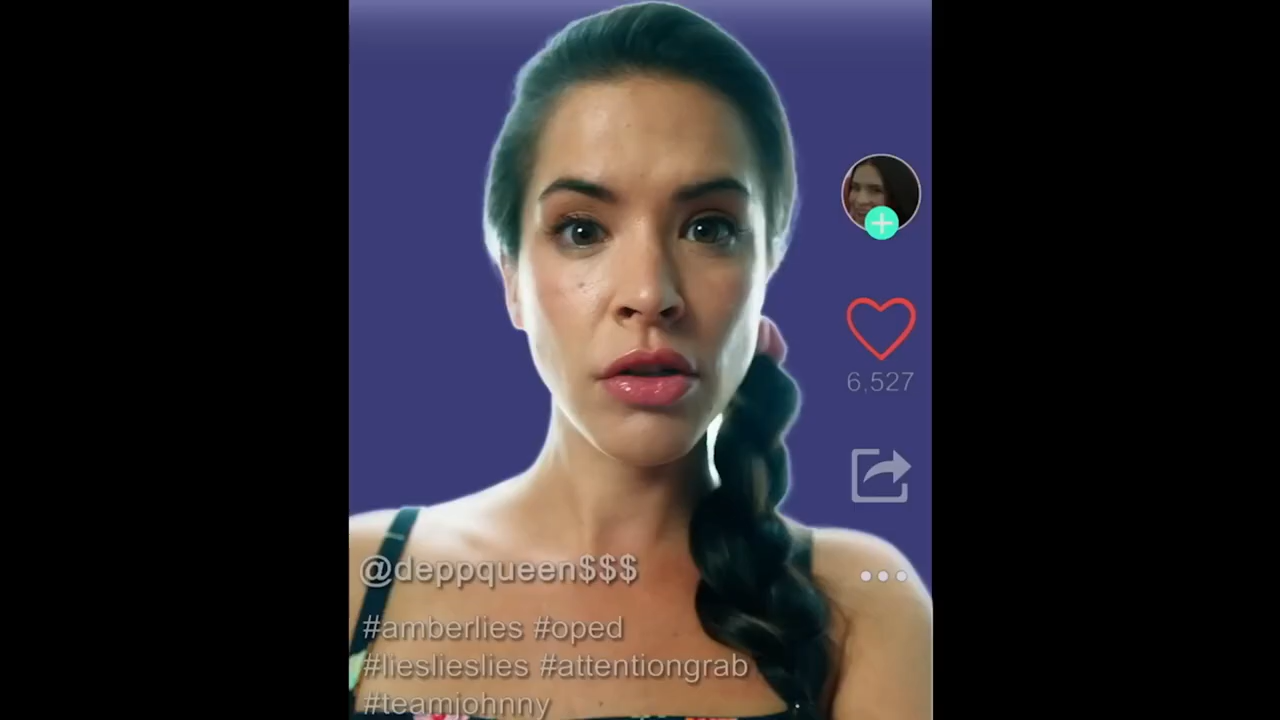 6,527
@deppqueen$$$
#amberlies #oped
#lieslieslies #attentiongrab
#teamjohnny